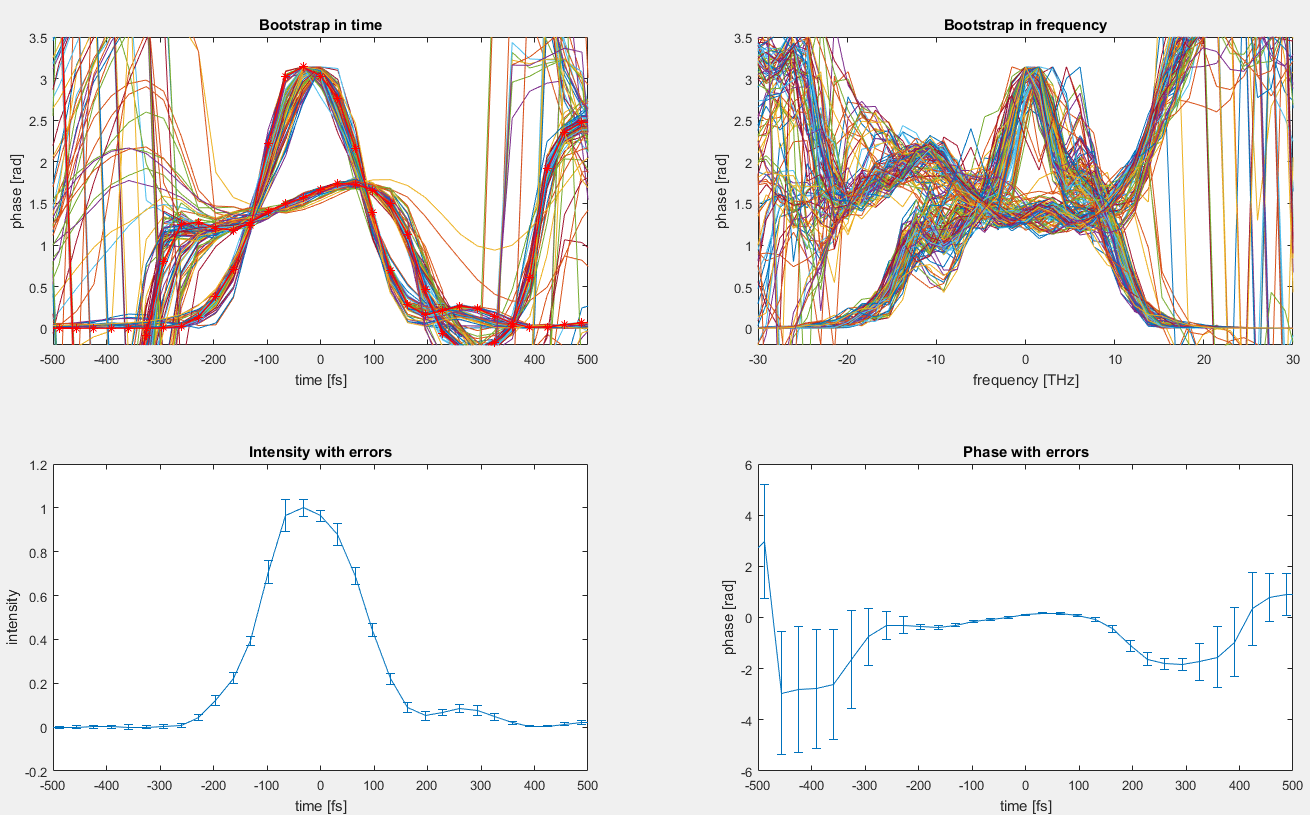 Bootstrap in time
3.5
3
2.5
2
1.5
1
0.5
0
phase [rad]
-500 -400 -300 -200 -100 0 100 200 300 400 500
time [fs]
Bootstrap in frequency
3.5
3
2.5
2
1.5
1
0.5
0
phase [rad]
-30 -20 -10 0 10 20 30
frequency [THz]
Intensity with errors
1.2
1
0.8
0.6
0.4
0.2
0
-0.2
intensity
-500 -400 -300 -200 -100 0 100 200 300 400 500
time [fs]
Phase with errors
6
4
2
0
-2
-4
-6
phase [rad]
-500 -400 -300 -200 -100 0 100 200 300 400 500
time [fs]